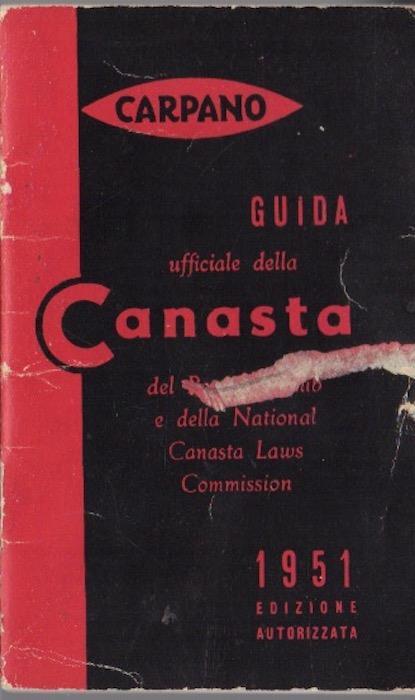 CARPANO
GUIDA
ufficiale della
Canasta
del
e della National
Canasta Laws
Commission
1951
EDIZIONE
AUTORIZZATA